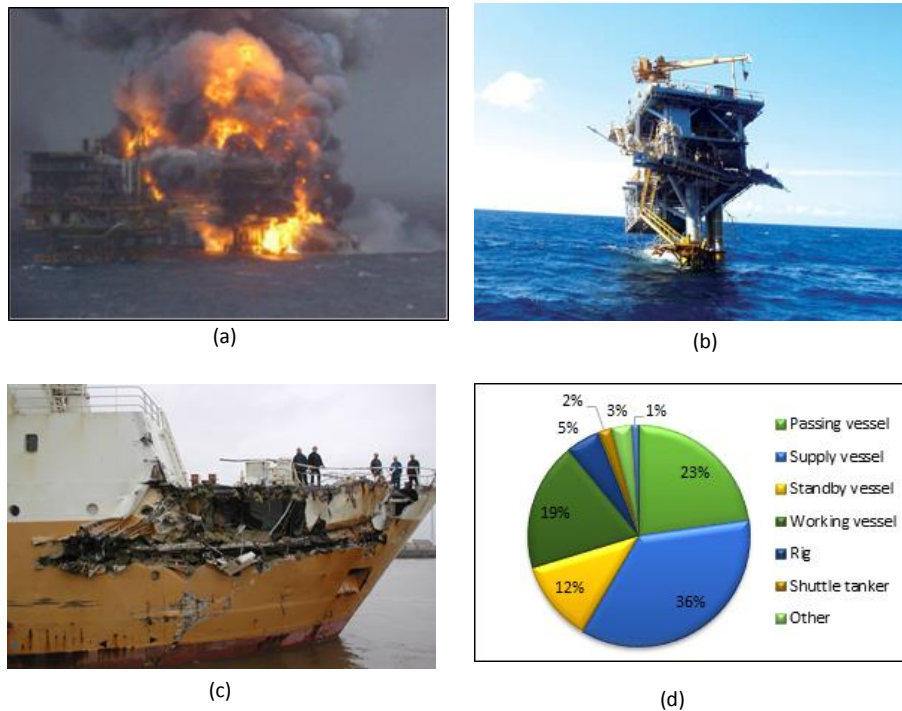 (a)
(b)
2%
3%
1%
5%
23%
19%
12%
36%
Passing vessel
Supply vessel
Standby vessel
Working vessel
Rig
Shuttle tanker
Other
(c)
(d)